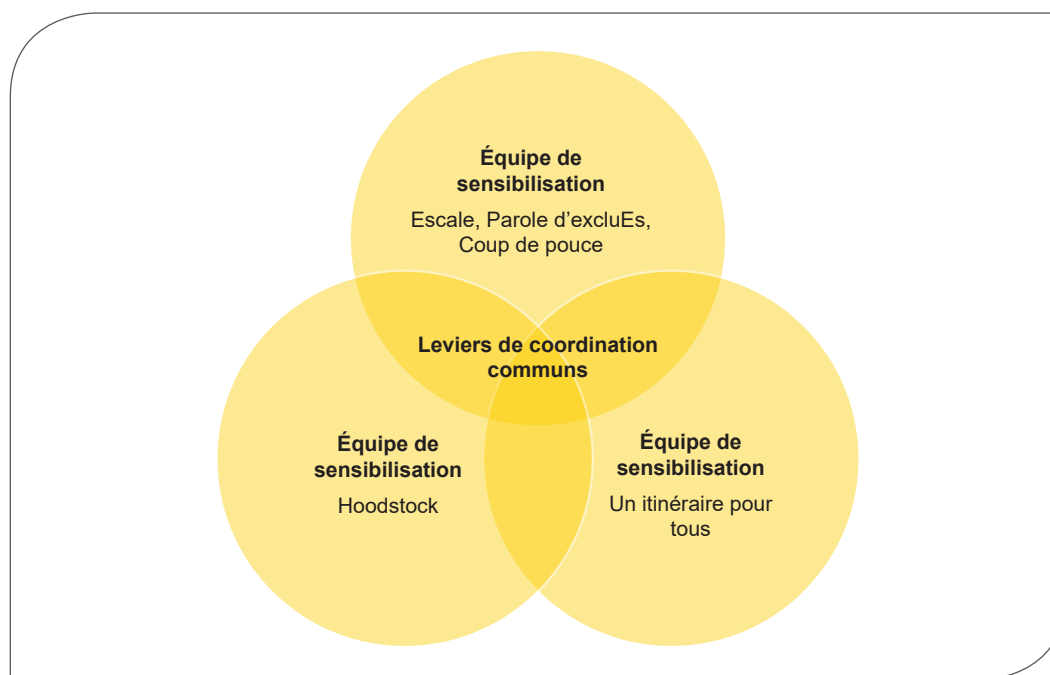 Équipe de
sensibilisation
Escale, Parole d'excluEs,
Coup de pouce
Leviers de coordination
communs
Équipe de
sensibilisation
Hoodstock
Équipe de
sensibilisation
Un itinéraire pour
tous